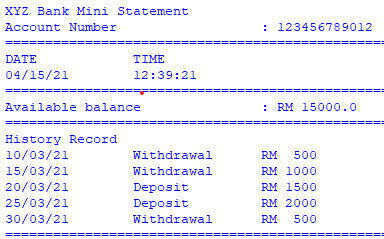 XYZ Bank Mini Statement
Account Number : 123456789012
================================================
DATE TIME
04/15/21 12:39:21
================================================
Available balance : RM 15000.0
================================================
History Record
10/03/21 Withdrawal RM 500
15/03/21 Withdrawal RM 1000
20/03/21 Deposit RM 1500
25/03/21 Deposit RM 2000
30/03/21 Withdrawal RM 500
================================================